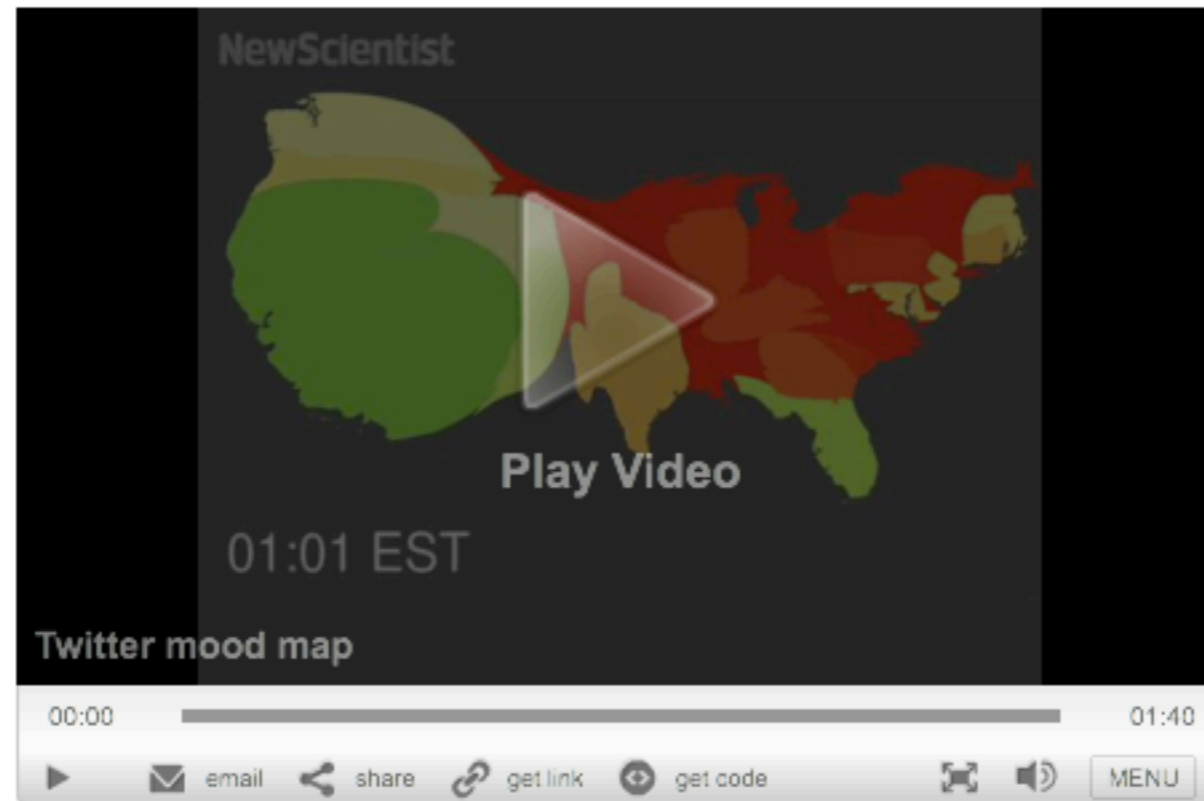 NewScientist
Play Video
01:01 EST
Twitter mood map
00:00 01:40
email share get link get code MENU